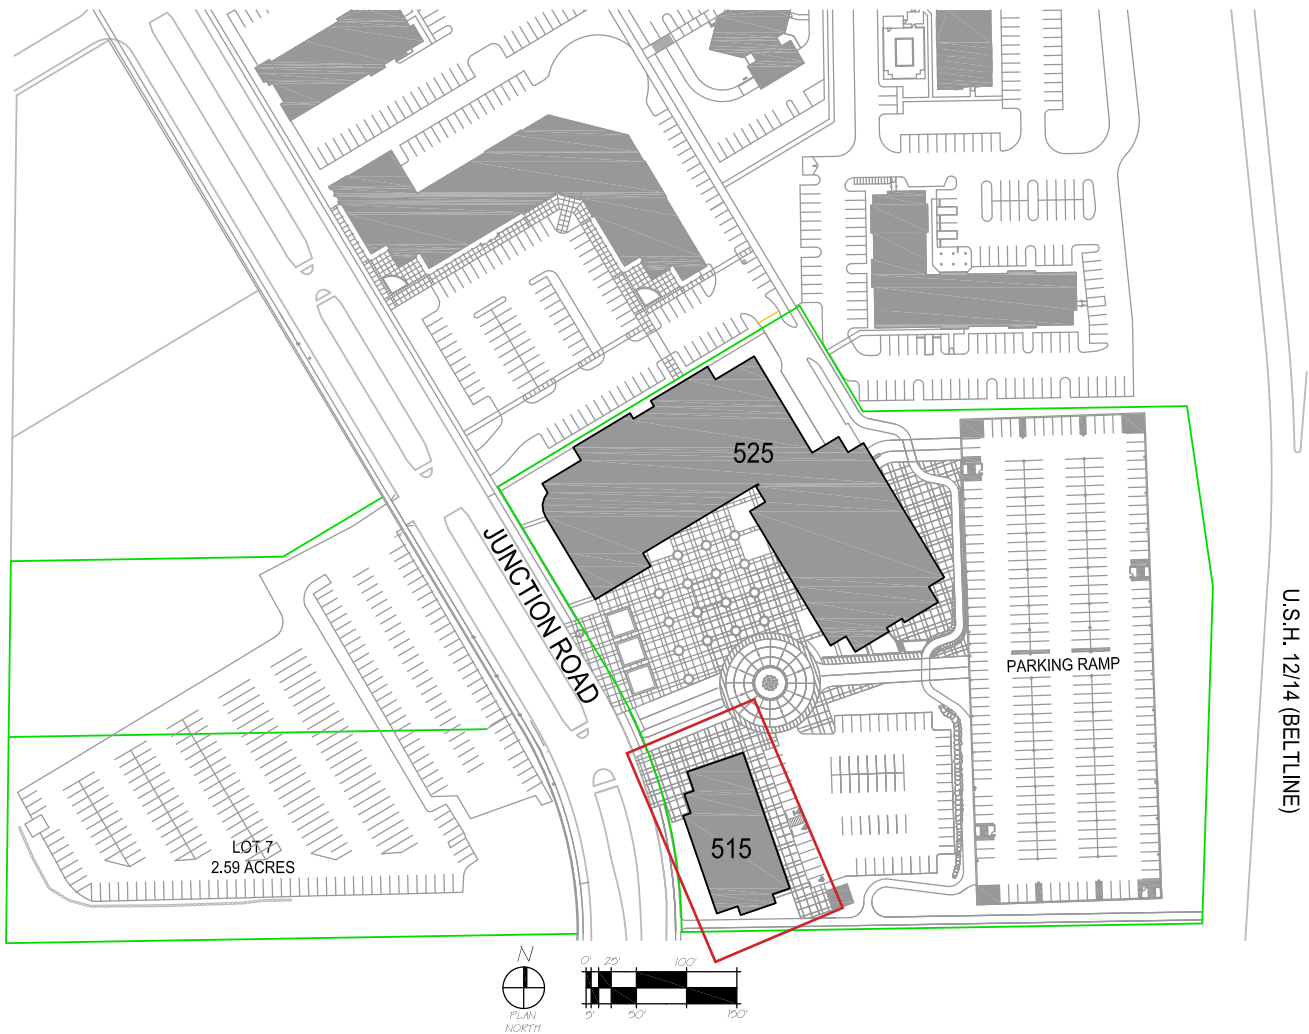 525
JUNCTION ROAD
U.S.H. 12/14 (BELTLINE)
PARKING RAMP
LOT 7
2.59 ACRES
515
N
PLAN
NORTH
0' 25' 100'
5' 50' 150'